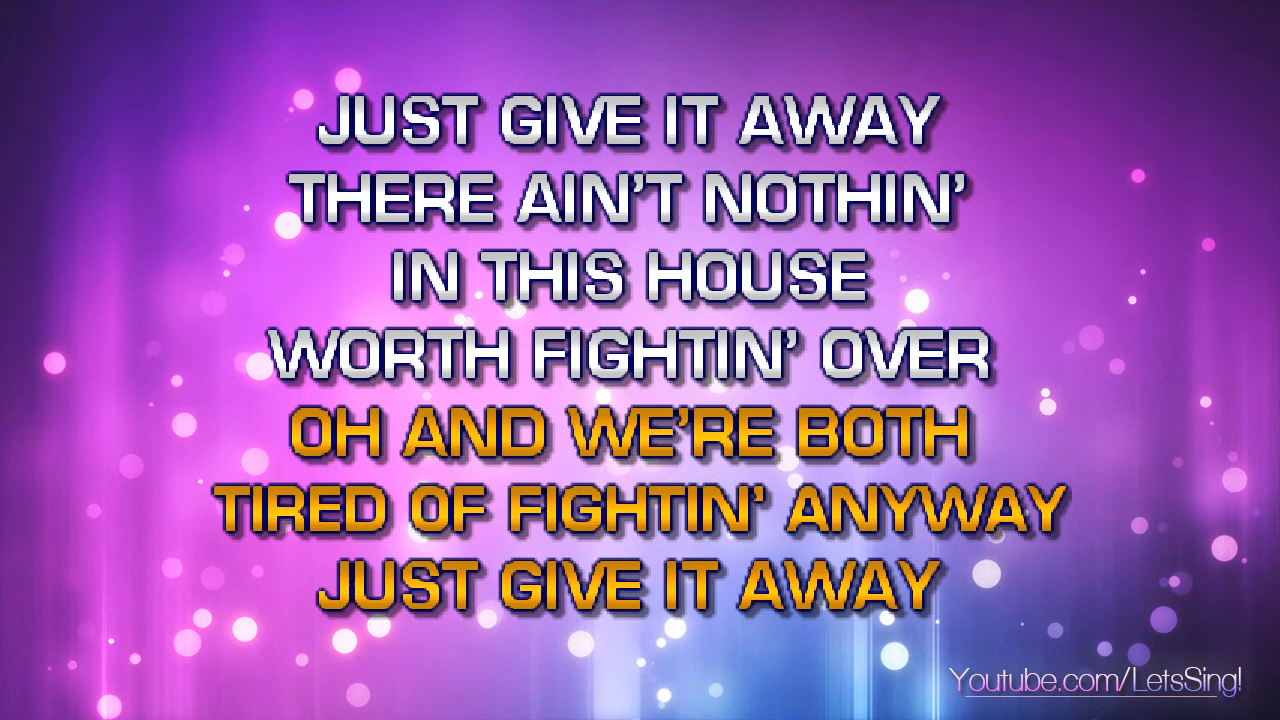 JUST GIVE IT AWAY
THERE AIN'T NOTHIN'
IN THIS HOUSE
WORTH FIGHTIN' OVER
OH AND WE'RE BOTH
TIRED OF FIGHTIN' ANYWAY
JUST GIVE IT AWAY
Youtube.com/LetsSing!